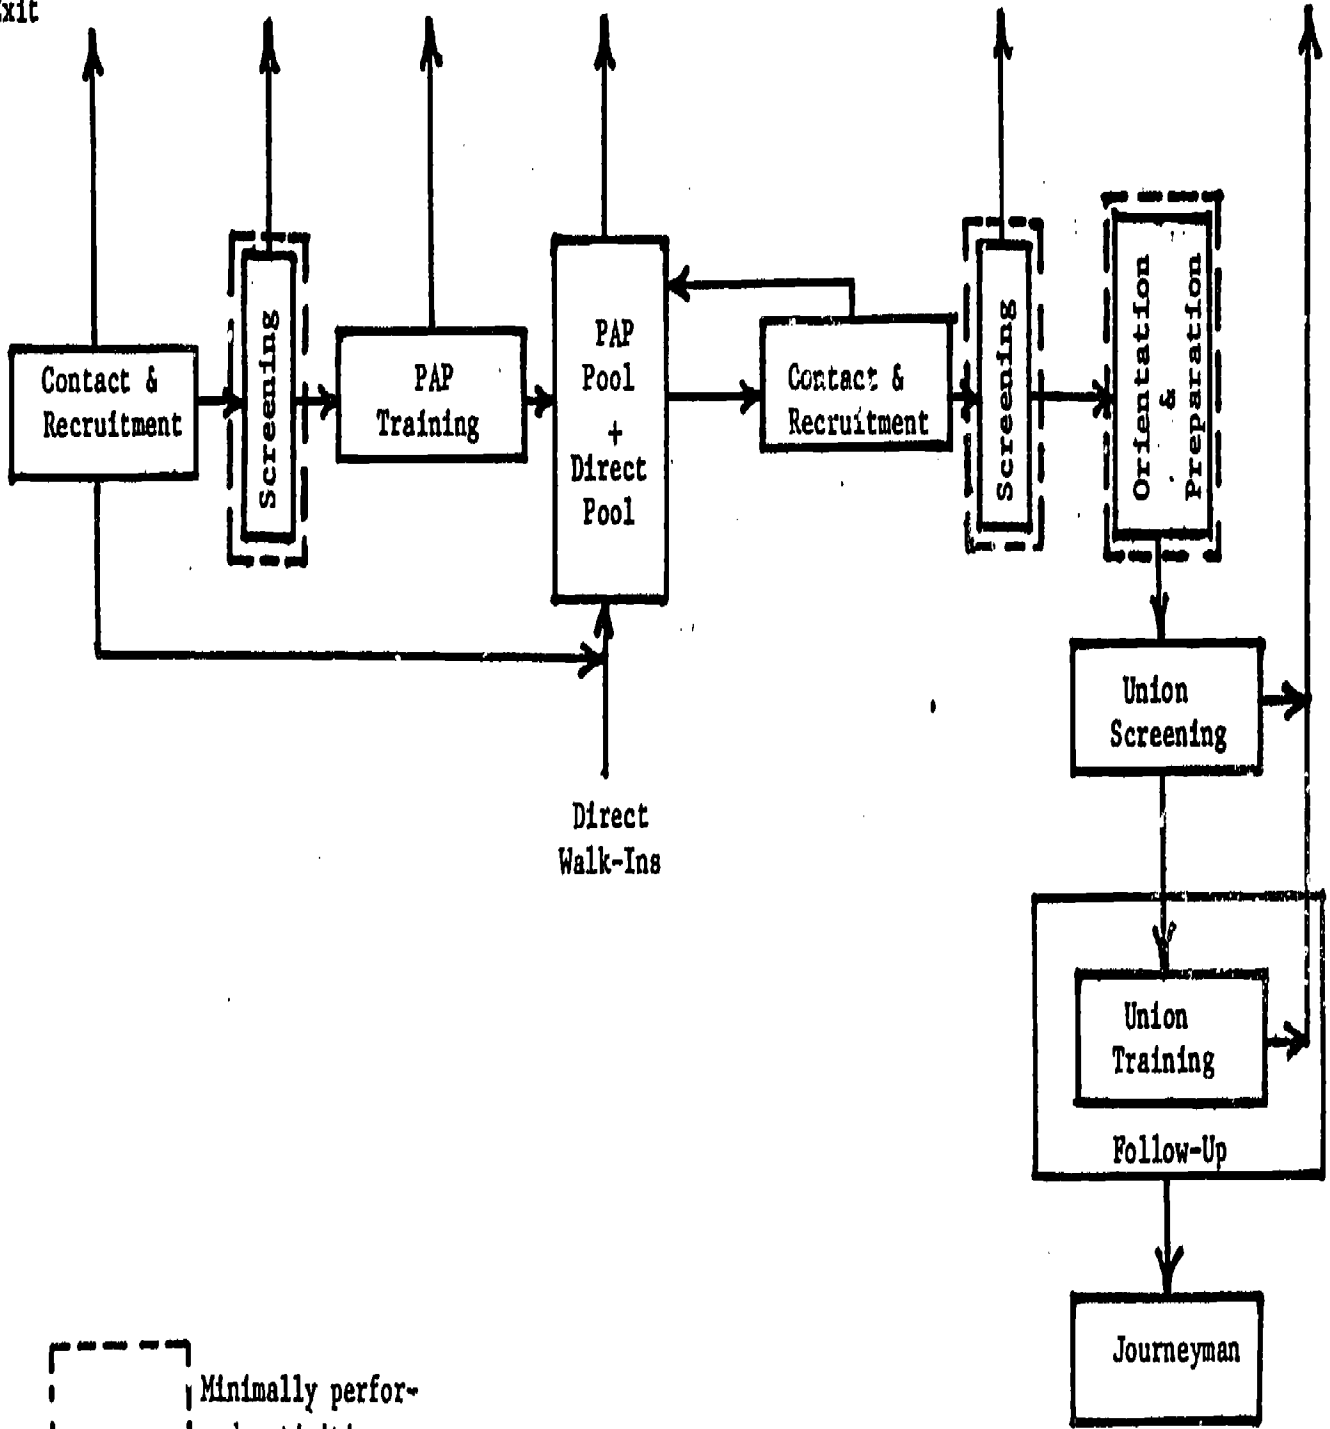 Exit
Contact &
Recruitment
Screening
PAP
Training
PAP
Pool
+
Direct
Pool
Contact &
Recruitment
Screening
Orientation
&
Preparation
Direct
Walk-Ins
Union
Screening
Union
Training
Follow-Up
Journeyman
Minimally perfor-